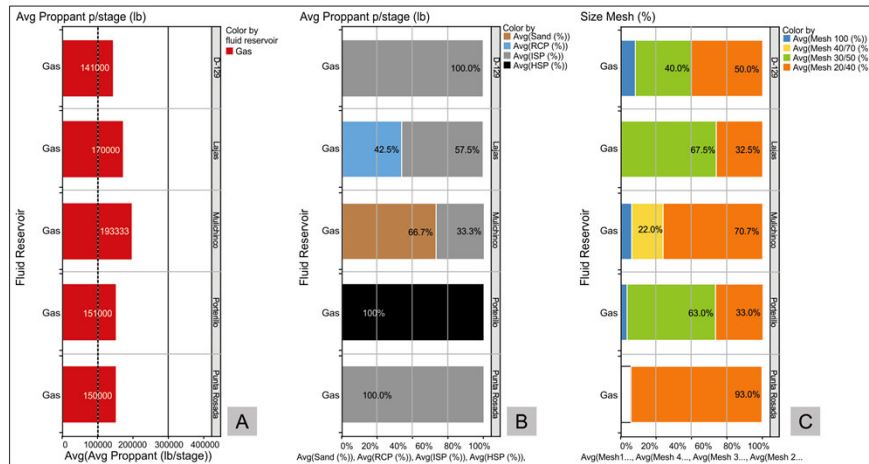 Avg Proppant p/stage (lb)
Color by
fluid reservoir
Gas
Fluid Reservoir
Gas
141000
D-129
Gas
170000
Lajas
Gas
193333
Mulichinco
Gas
151000
Porterillo
Gas
150000
Punta Rosada
0
100000
200000
300000
400000
Avg(Avg Proppant (lb/stage))
A
Avg Proppant p/stage (lb)
Color by
Avg(Sand (%))
Avg(RCP (%))
Avg(ISP (%))
Avg(HSP (%))
Fluid Reservoir
Gas
100.0%
D-129
Gas
42.5%
57.5%
Lajas
Gas
66.7%
33.3%
Mulichinco
Gas
100%
Porterillo
Gas
100.0%
Punta Rosada
0% 20% 40% 60% 80% 100%
Avg(Sand (%)), Avg(RCP (%)), Avg(ISP (%)), Avg(HSP (%)),
B
Size Mesh (%)
Color by
Avg(Mesh 100 (%))
Avg(Mesh 40/70 (%))
Avg(Mesh 30/50 (%))
Avg(Mesh 20/40 (%))
Fluid Reservoir
Gas
40.0%
50.0%
D-129
Gas
67.5%
32.5%
Lajas
Gas
22.0%
70.7%
Mulichinco
Gas
63.0%
33.0%
Porterillo
Gas
93.0%
Punta Rosada
0% 20% 40% 60% 80% 100%
Avg(Mesh1..., Avg(Mesh 4..., Avg(Mesh 3..., Avg(Mesh 2...
C